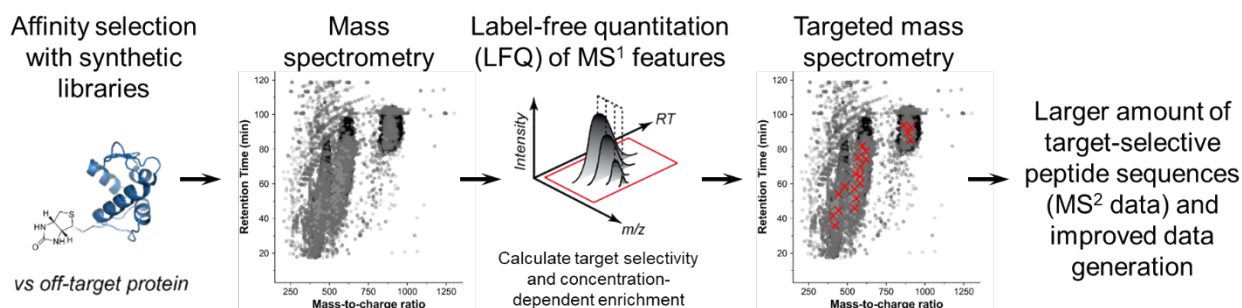 Affinity selection
with synthetic
libraries
S
HN
NH
O
H
H
vs off-target protein
Mass
spectrometry
Retention Time (min)
120
100
80
60
40
20
250 500 750 1000 1250
Mass-to-charge ratio
Label-free quantitation
(LFQ) of MS¹ features
Intensity
RT
m/z
Calculate target selectivity
and concentration-
dependent enrichment
Targeted mass
spectrometry
Retention Time (min)
120
100
80
60
40
20
250 500 750 1000 1250
Mass-to-charge ratio
Larger amount of
target-selective
peptide sequences
(MS² data) and
improved data
generation